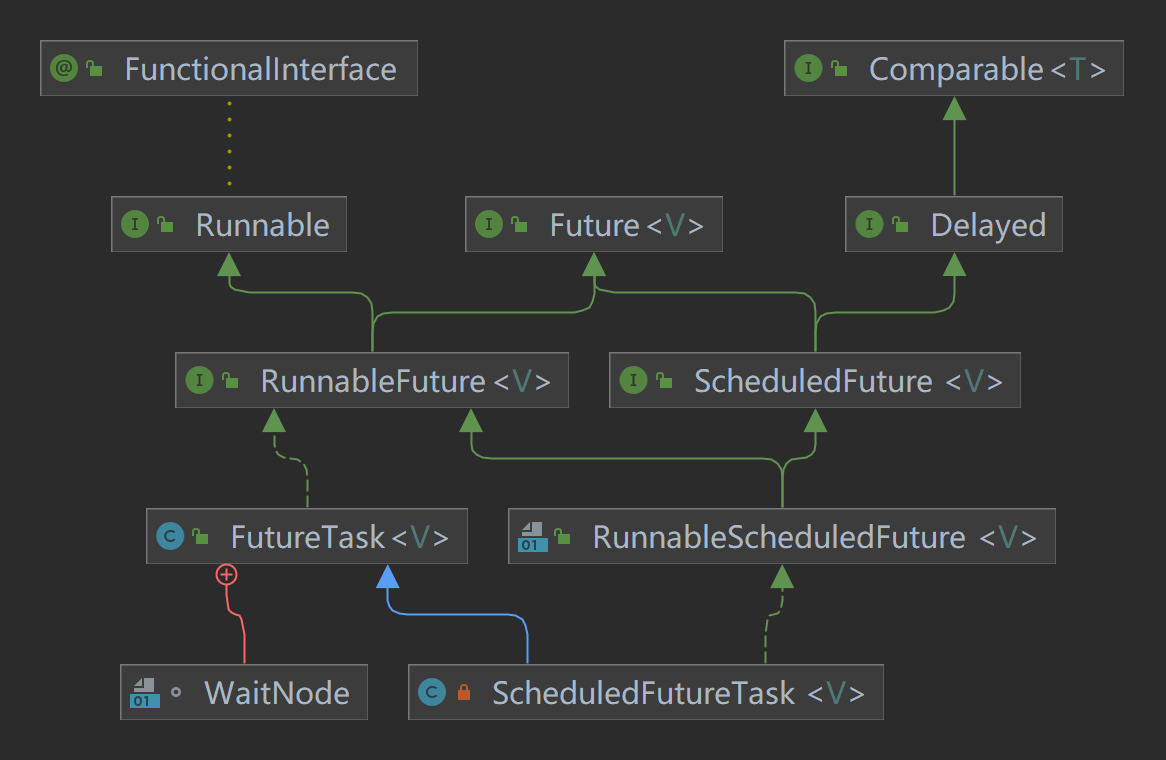 @ FunctionalInterface
I Comparable<T>
I Runnable
I Future<V>
I Delayed
I RunnableFuture<V>
I ScheduledFuture <V>
C FutureTask<V>
01 RunnableScheduledFuture <V>
01 WaitNode
C ScheduledFutureTask <V>